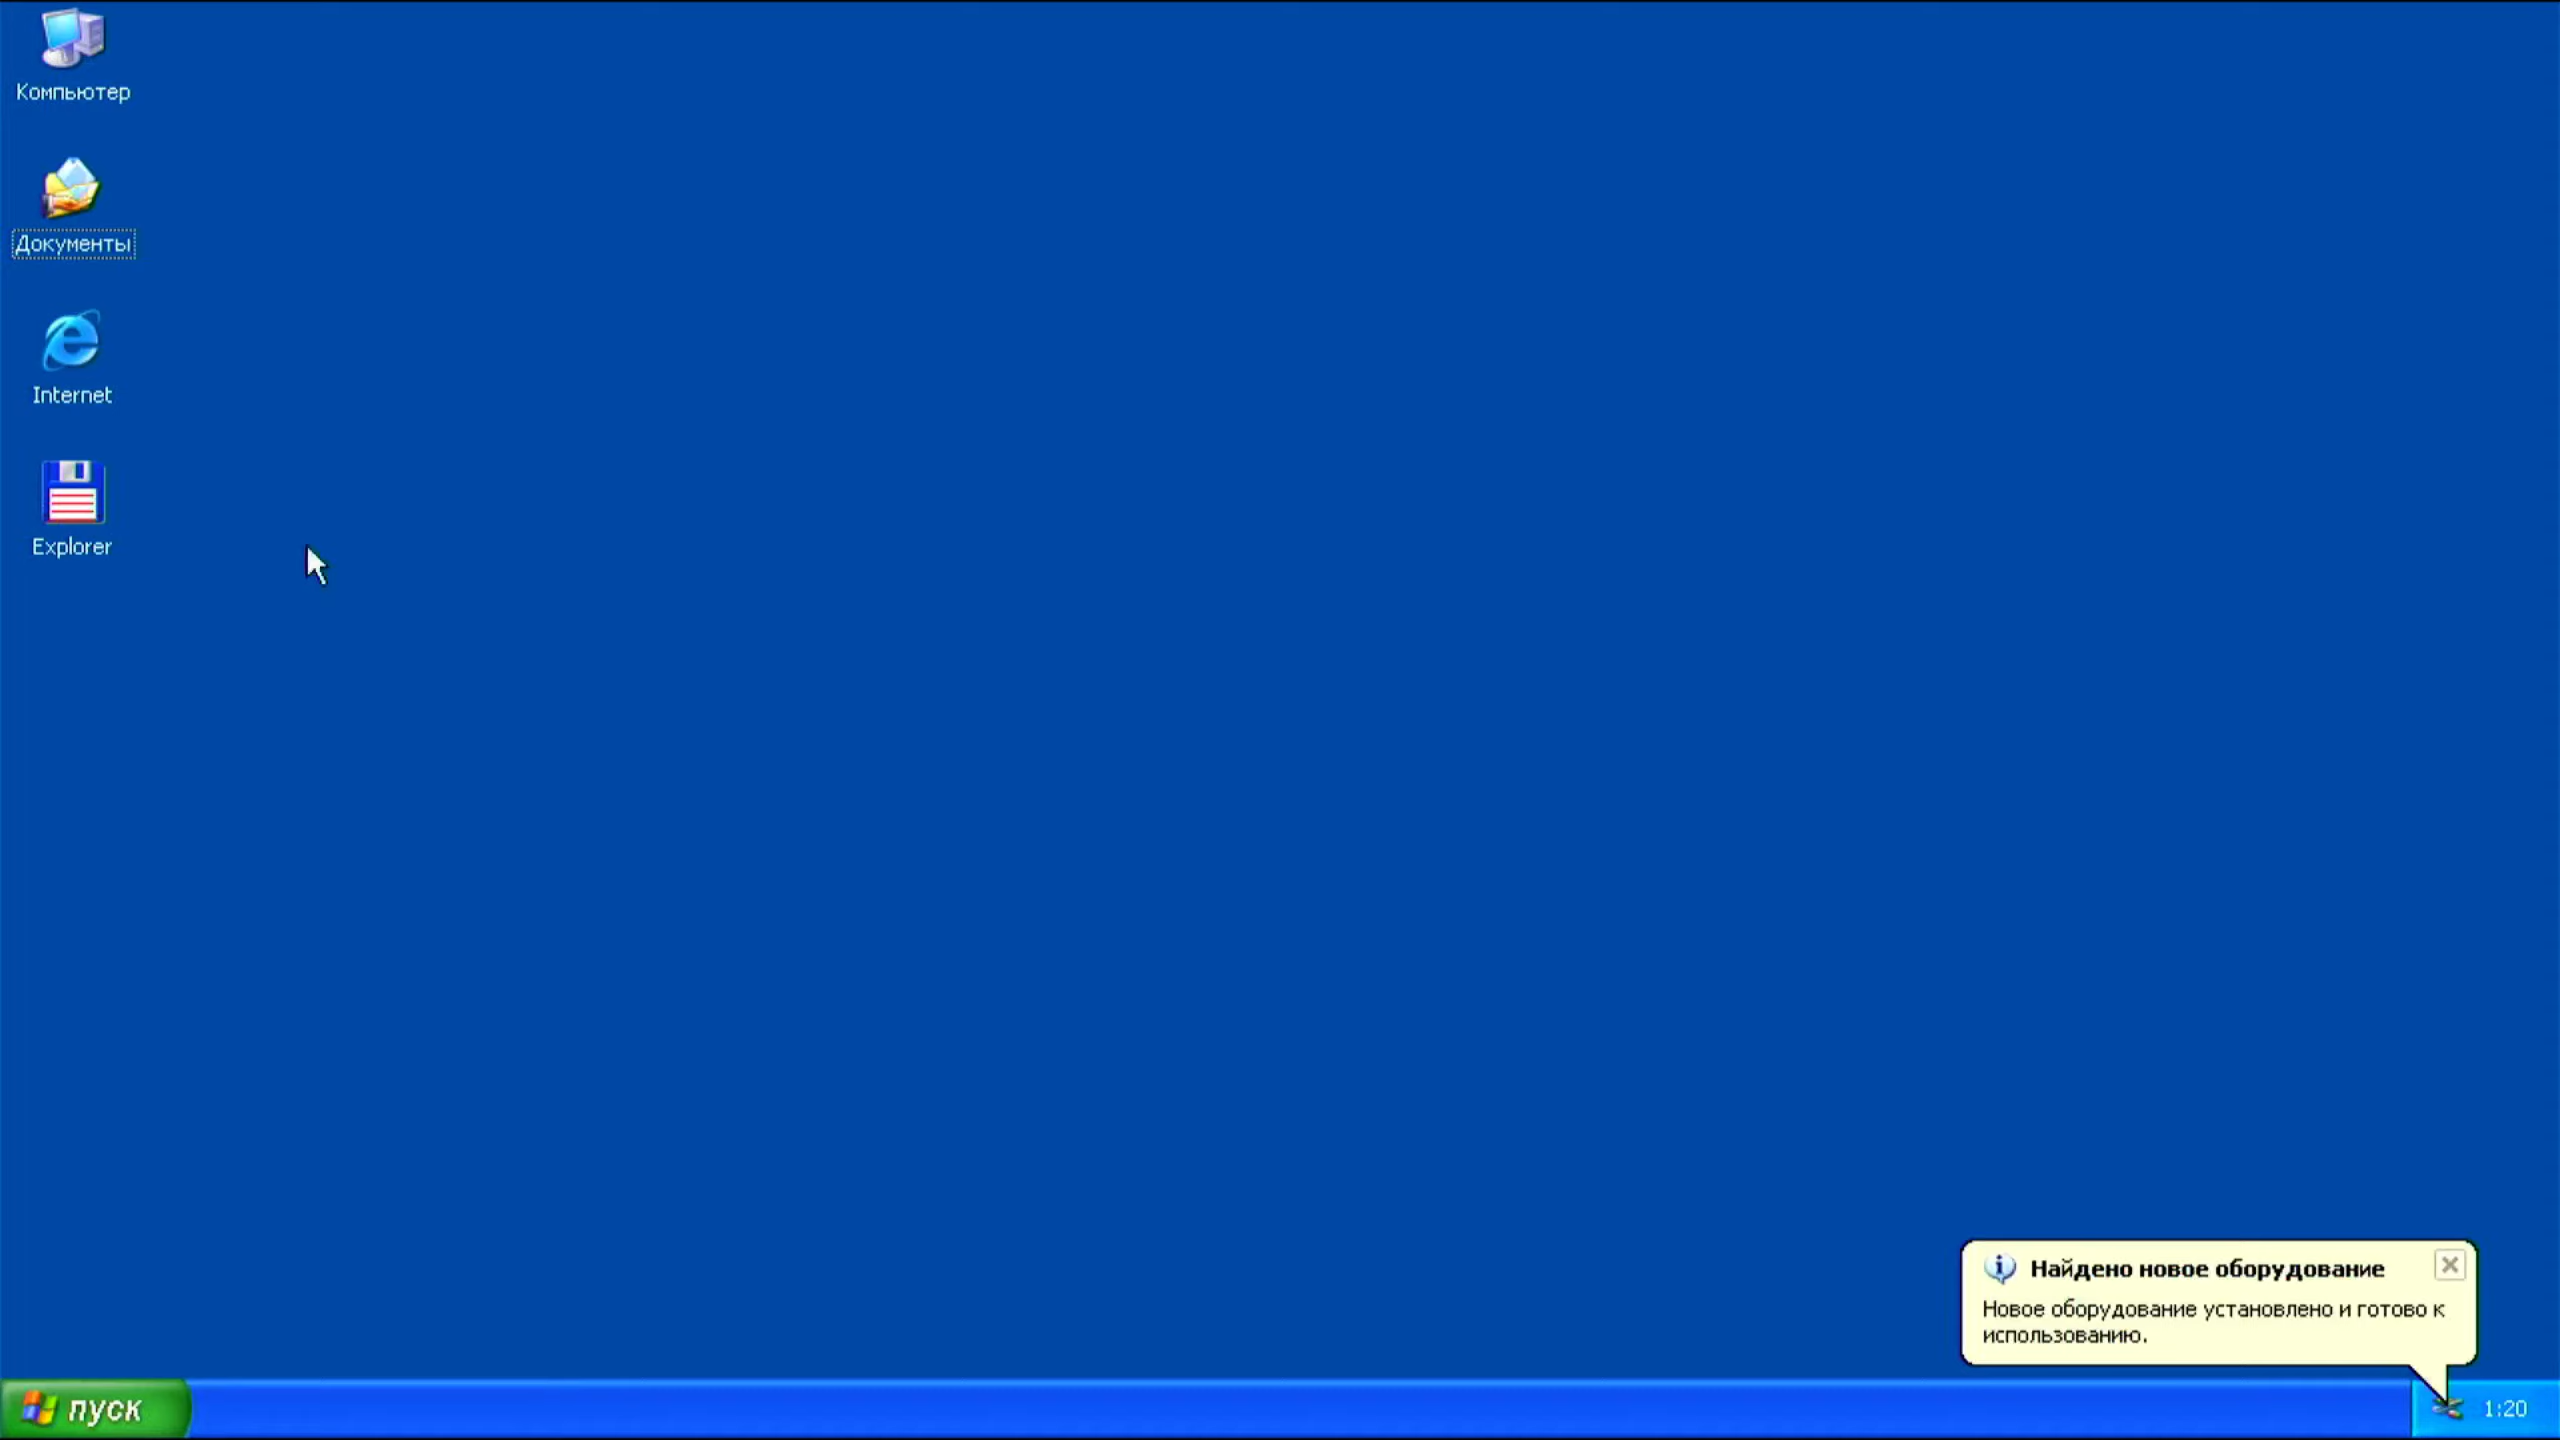 Компьютер
Документы
Internet
Explorer
Найдено новое оборудование
Новое оборудование установлено и готово к
использованию.
пуск
1:20